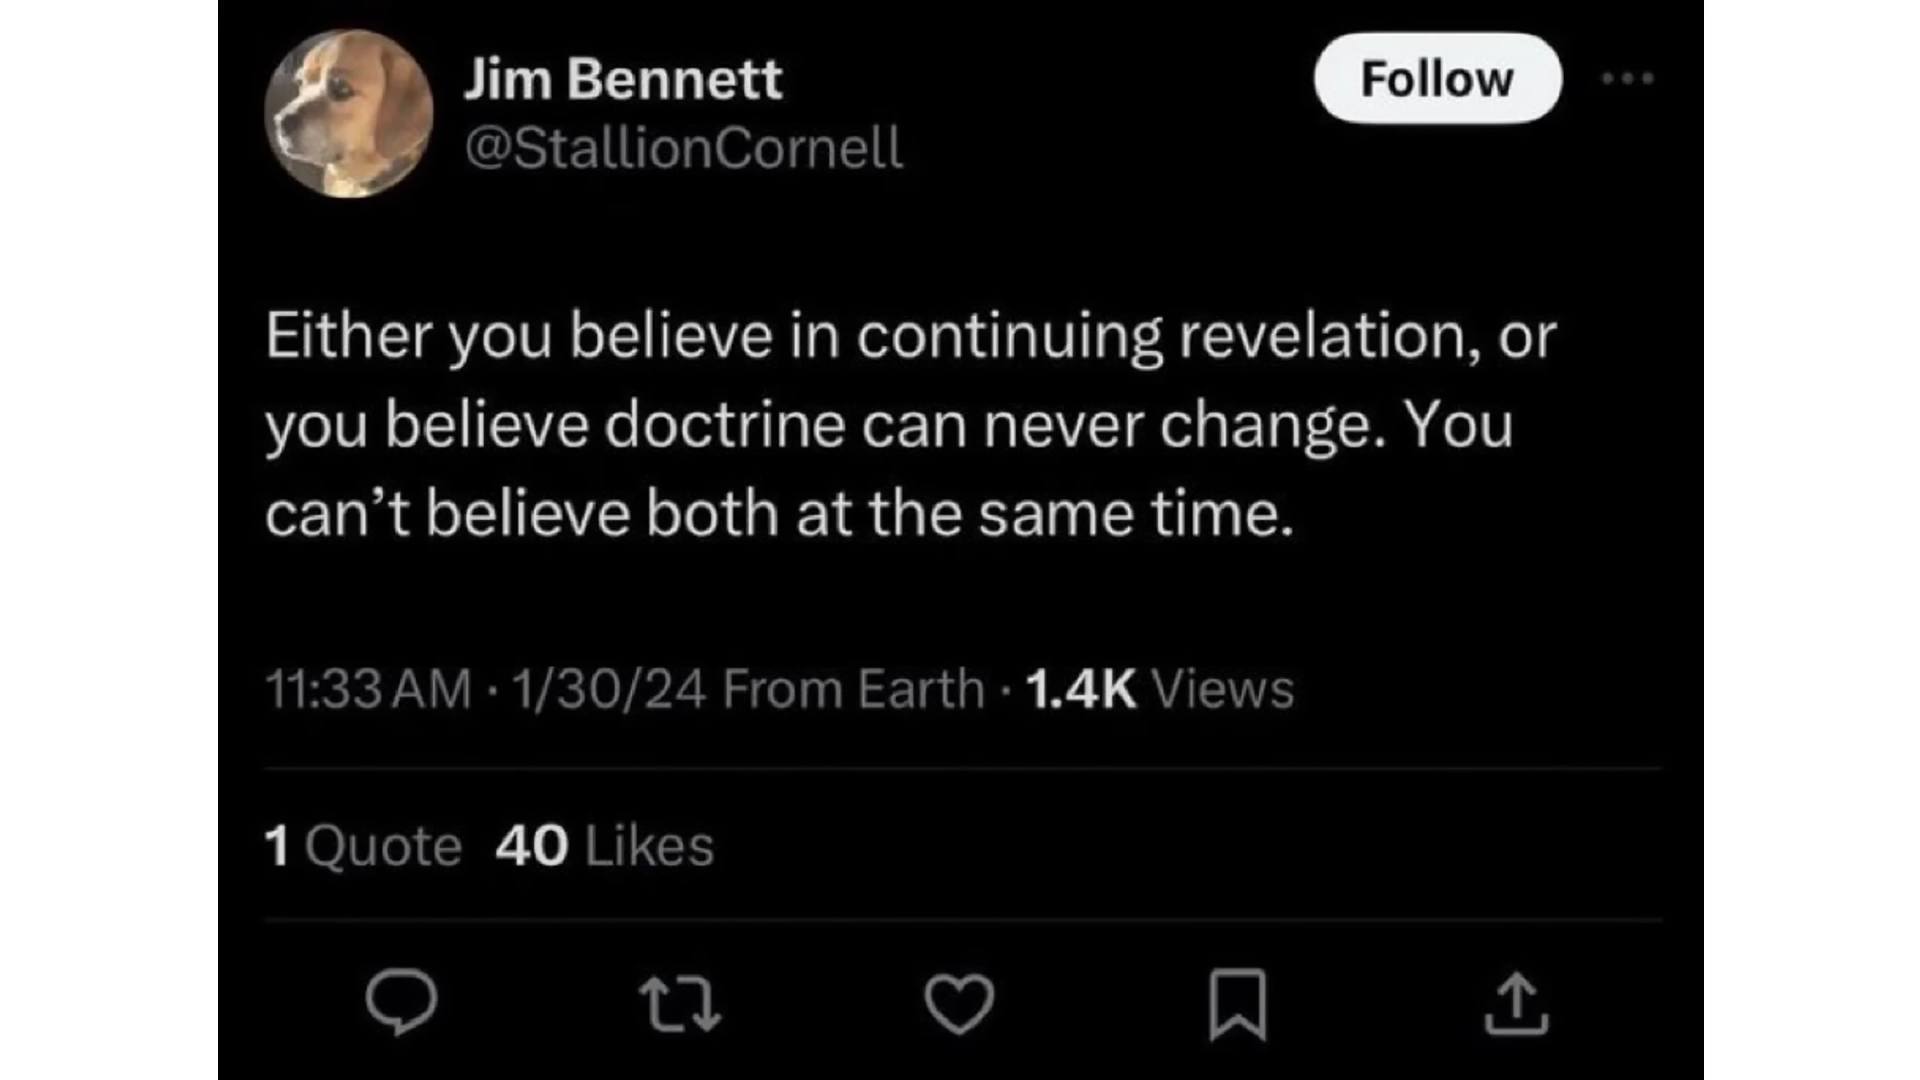 Jim Bennett
@StallionCornell
Follow
Either you believe in continuing revelation, or
you believe doctrine can never change. You
can’t believe both at the same time.
11:33 AM · 1/30/24 From Earth · 1.4K Views
1 Quote 40 Likes